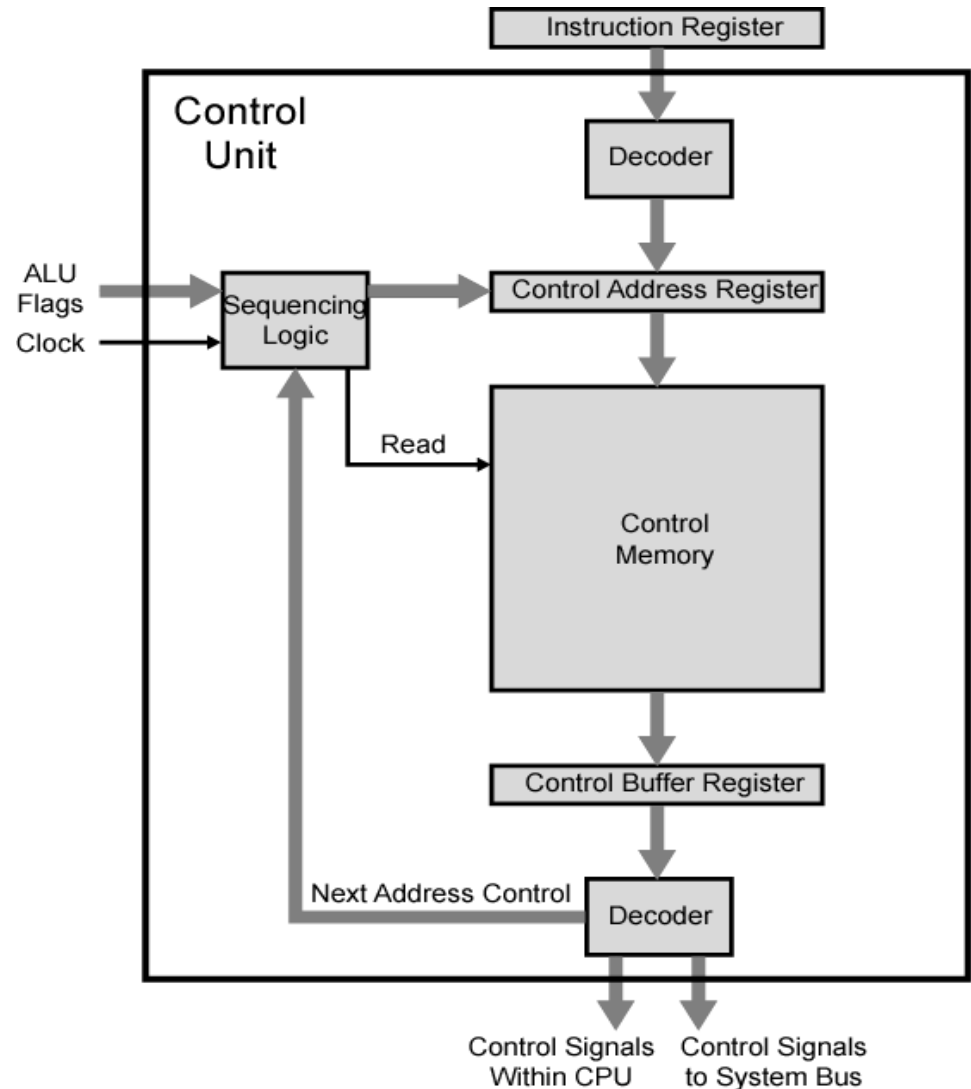 Instruction Register
Control
Unit
Decoder
ALU
Flags
Clock
Sequencing
Logic
Control Address Register
Read
Control
Memory
Control Buffer Register
Next Address Control
Decoder
Control Signals
Within CPU
Control Signals
to System Bus